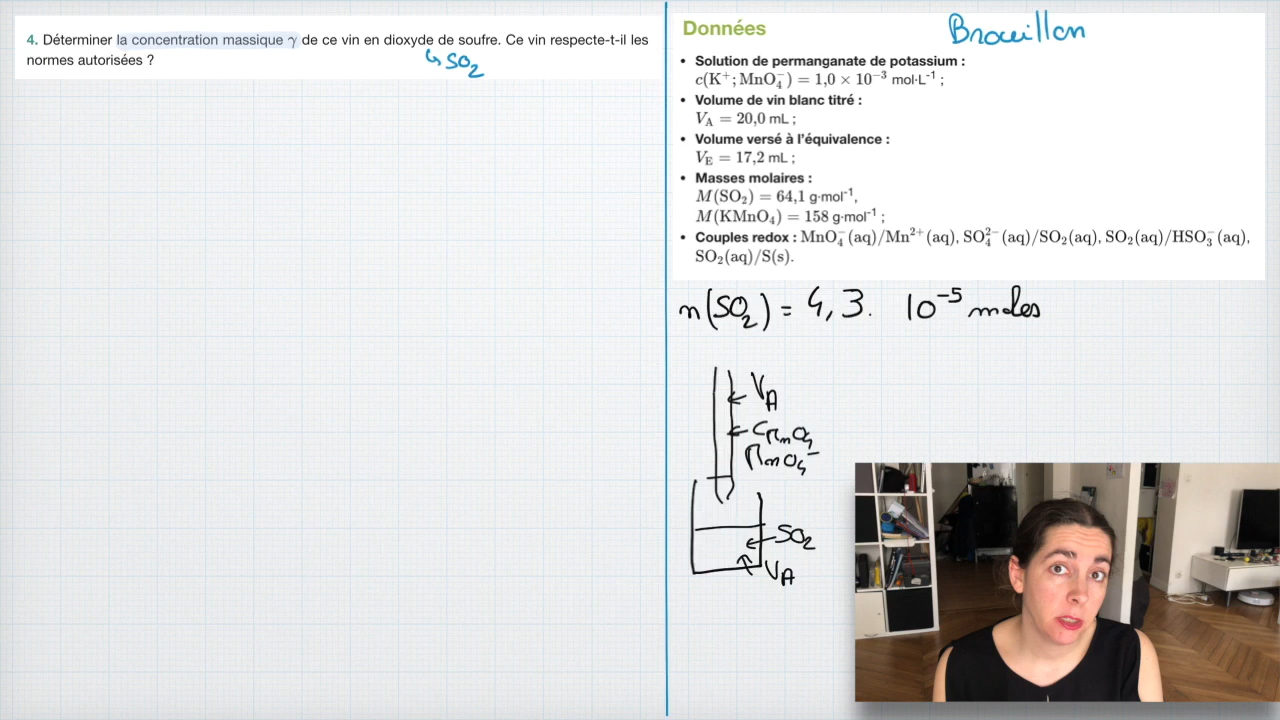 4. Déterminer la concentration massique γ de ce vin en dioxyde de soufre. Ce vin respecte-t-il les
normes autorisées ?
↳ SO₂
Brouillon
Données
• Solution de permanganate de potassium :
c(K⁺; MnO₄⁻) = 1,0 × 10⁻³ mol·L⁻¹ ;
• Volume de vin blanc titré :
V_A = 20,0 mL ;
• Volume versé à l'équivalence :
V_E = 17,2 mL ;
• Masses molaires :
M(SO₂) = 64,1 g·mol⁻¹,
M(KMnO₄) = 158 g·mol⁻¹ ;
• Couples redox : MnO₄⁻(aq)/Mn²⁺(aq), SO₄²⁻(aq)/SO₂(aq), SO₂(aq)/HSO₃⁻(aq),
SO₂(aq)/S(s).
n(SO₂) = 4,3. 10⁻⁵ moles
V_A
C_MnO₄
MnO₄⁻
SO₂
V_A